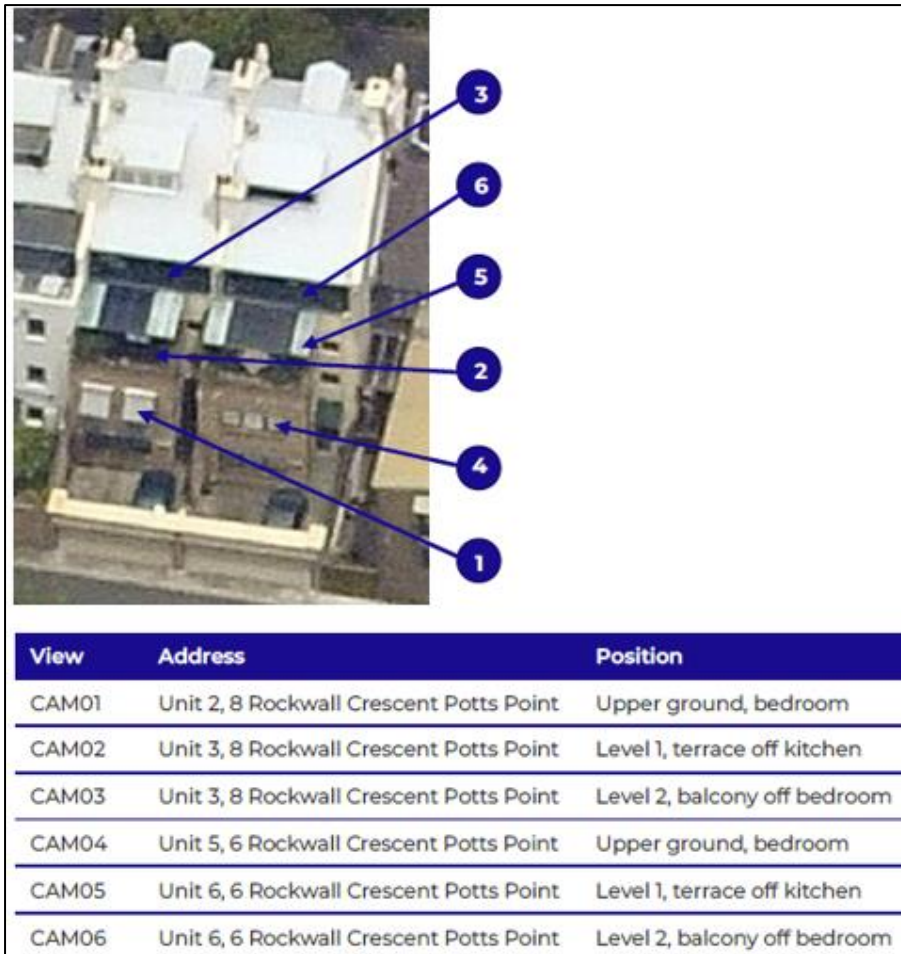 3
6
5
2
4
1
View Address Position
CAM01 Unit 2, 8 Rockwall Crescent Potts Point Upper ground, bedroom
CAM02 Unit 3, 8 Rockwall Crescent Potts Point Level 1, terrace off kitchen
CAM03 Unit 3, 8 Rockwall Crescent Potts Point Level 2, balcony off bedroom
CAM04 Unit 5, 6 Rockwall Crescent Potts Point Upper ground, bedroom
CAM05 Unit 6, 6 Rockwall Crescent Potts Point Level 1, terrace off kitchen
CAM06 Unit 6, 6 Rockwall Crescent Potts Point Level 2, balcony off bedroom